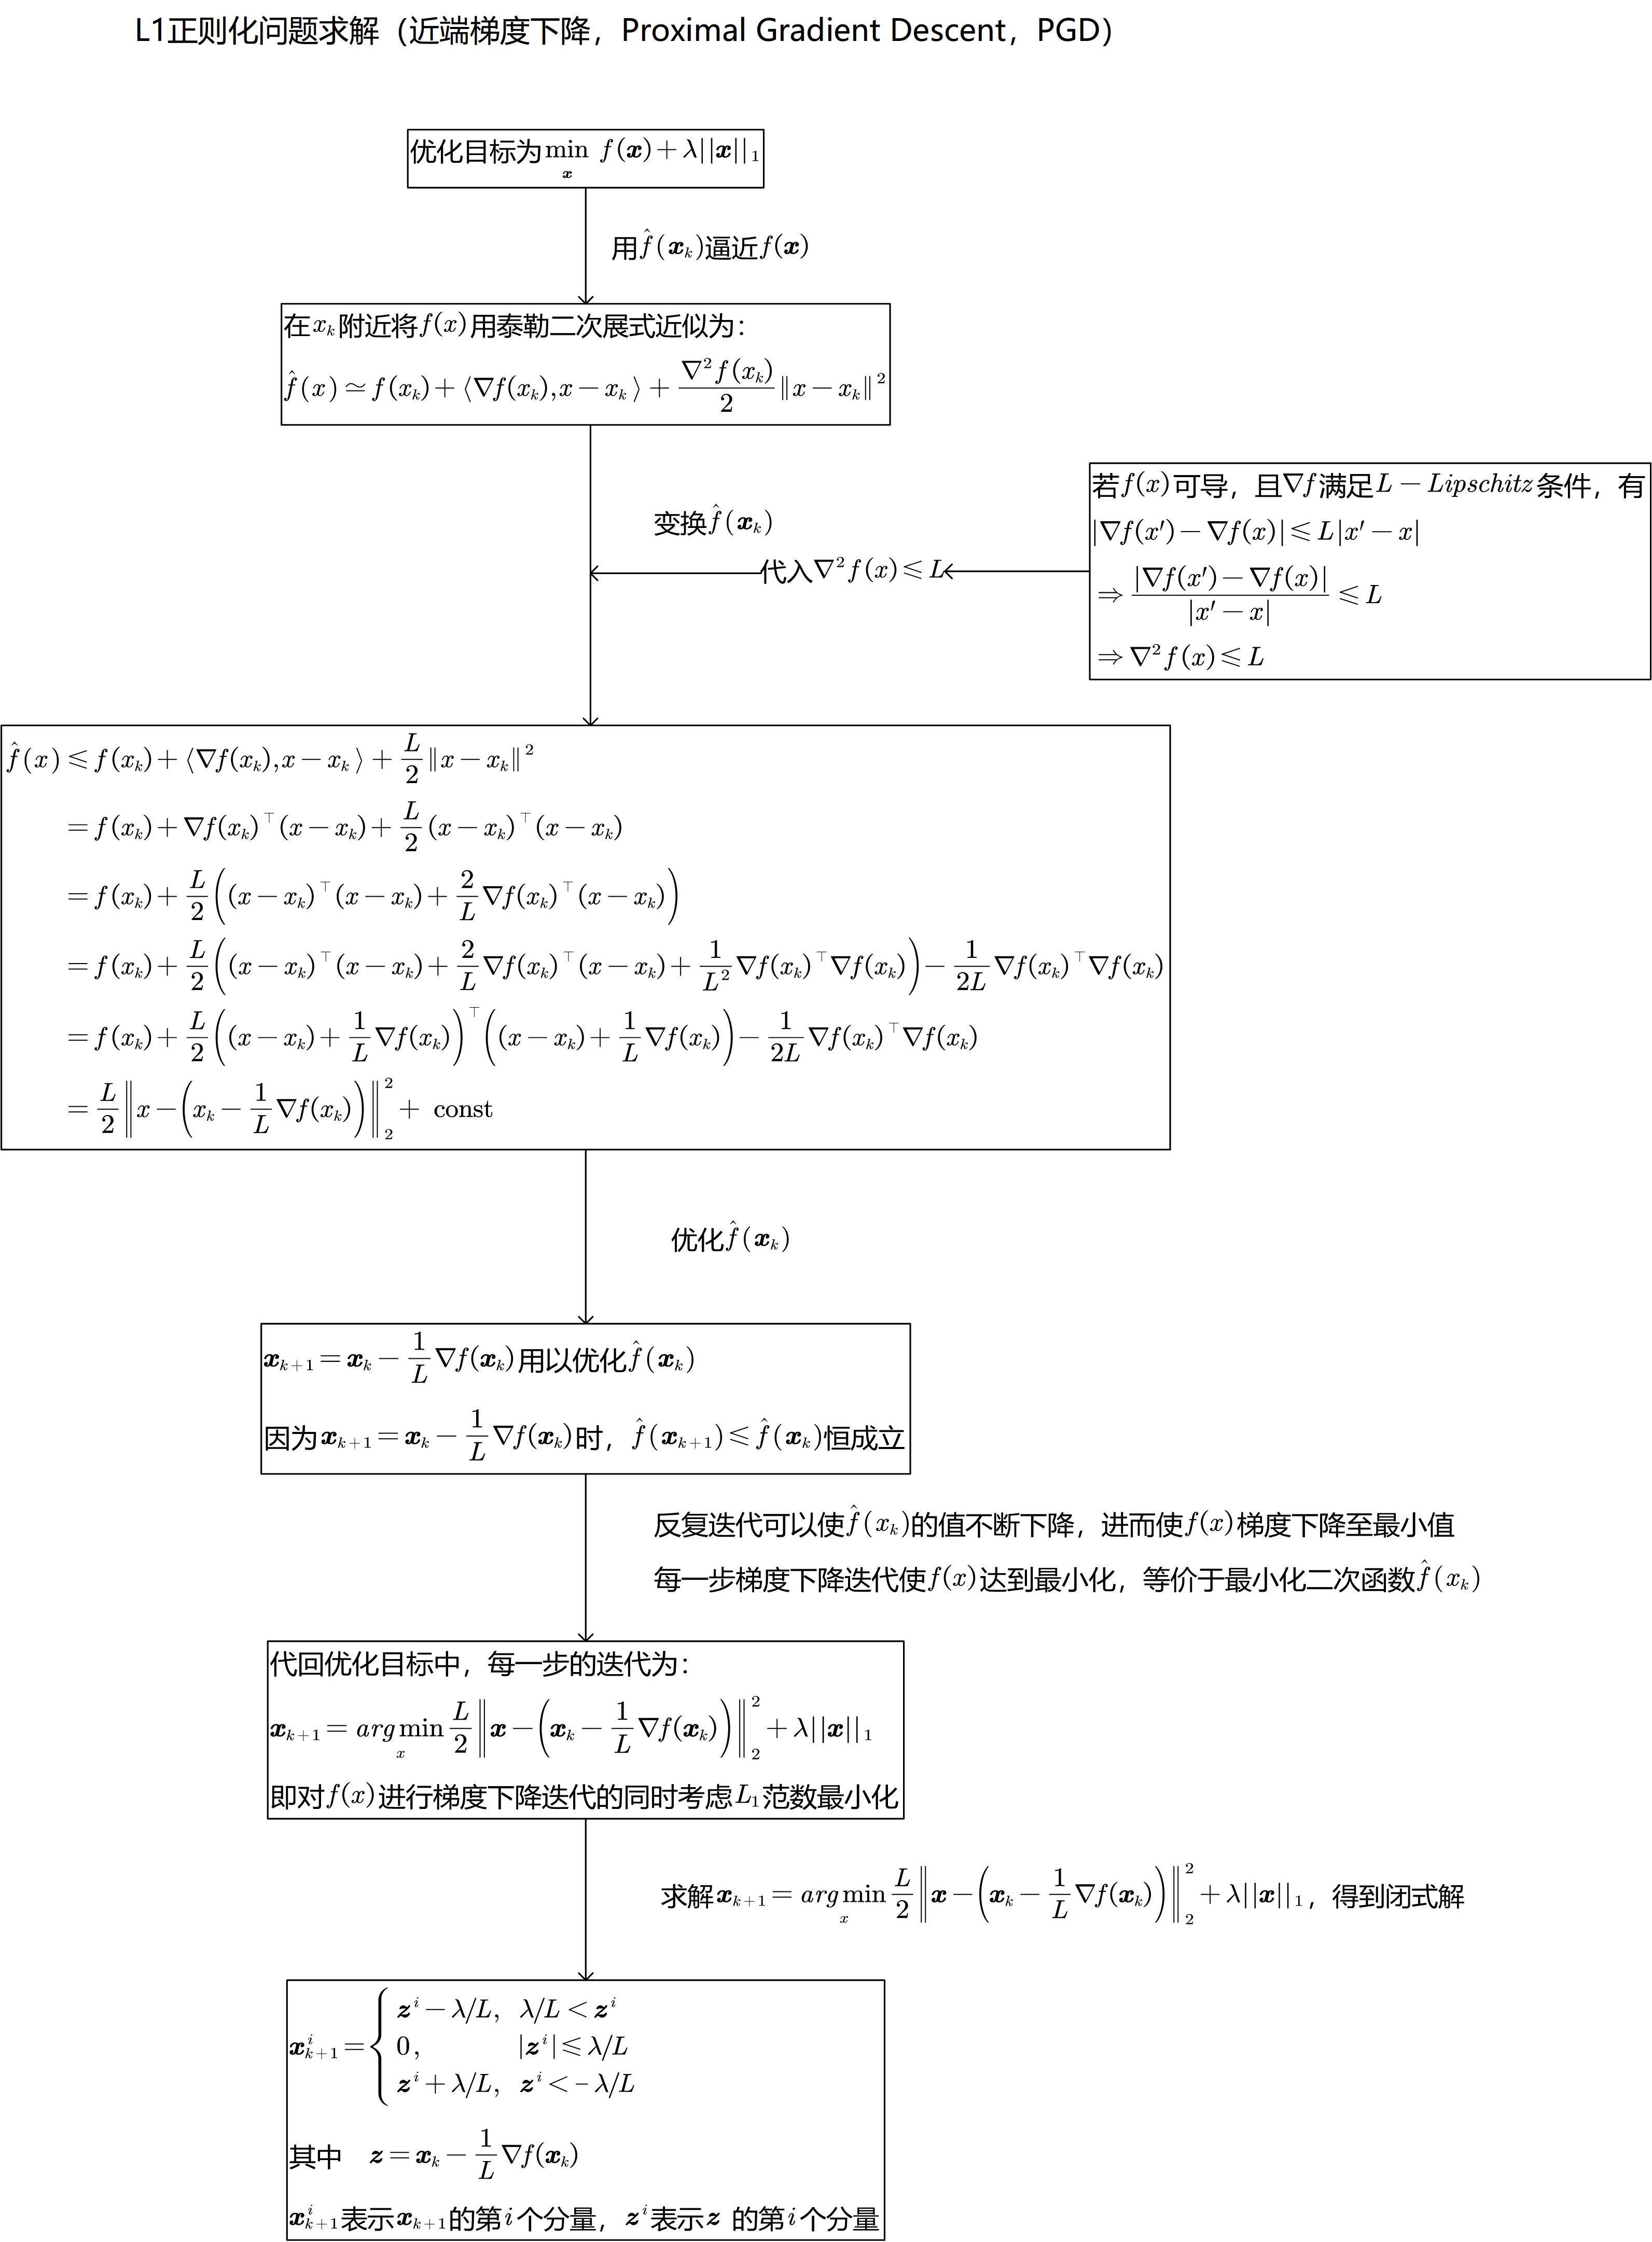 L1正则化问题求解（近端梯度下降，Proximal Gradient Descent，PGD）
优化目标为$\min_{\boldsymbol{x}} f(\boldsymbol{x})+\lambda||\boldsymbol{x}||_1$
用$\hat{f}(\boldsymbol{x}_k)$逼近$f(\boldsymbol{x})$
在$x_k$附近将$f(x)$用泰勒二次展式近似为：
$\hat{f}(x)\simeq f(x_k)+\langle\nabla f(x_k),x-x_k\rangle+\frac{\nabla^2 f(x_k)}{2}\|x-x_k\|^2$
若$f(x)$可导，且$\nabla f$满足$L-Lipschitz$条件，有
$|\nabla f(x')-\nabla f(x)|\leqslant L|x'-x|$
$\Rightarrow\frac{|\nabla f(x')-\nabla f(x)|}{|x'-x|}\leqslant L$
$\Rightarrow\nabla^2 f(x)\leqslant L$
变换$\hat{f}(\boldsymbol{x}_k)$
代入$\nabla^2 f(x)\leqslant L$
$\hat{f}(x)\leqslant f(x_k)+\langle\nabla f(x_k),x-x_k\rangle+\frac{L}{2}\|x-x_k\|^2$
$=f(x_k)+\nabla f(x_k)^\top(x-x_k)+\frac{L}{2}(x-x_k)^\top(x-x_k)$
$=f(x_k)+\frac{L}{2}\left((x-x_k)^\top(x-x_k)+\frac{2}{L}\nabla f(x_k)^\top(x-x_k)\right)$
$=f(x_k)+\frac{L}{2}\left((x-x_k)^\top(x-x_k)+\frac{2}{L}\nabla f(x_k)^\top(x-x_k)+\frac{1}{L^2}\nabla f(x_k)^\top\nabla f(x_k)\right)-\frac{1}{2L}\nabla f(x_k)^\top\nabla f(x_k)$
$=f(x_k)+\frac{L}{2}\left((x-x_k)+\frac{1}{L}\nabla f(x_k)\right)^\top\left((x-x_k)+\frac{1}{L}\nabla f(x_k)\right)-\frac{1}{2L}\nabla f(x_k)^\top\nabla f(x_k)$
$=\frac{L}{2}\left\|x-\left(x_k-\frac{1}{L}\nabla f(x_k)\right)\right\|_2^2+\text{ const}$
优化$\hat{f}(\boldsymbol{x}_k)$
$\boldsymbol{x}_{k+1}=\boldsymbol{x}_k-\frac{1}{L}\nabla f(\boldsymbol{x}_k)$用以优化$\hat{f}(\boldsymbol{x}_k)$
因为$\boldsymbol{x}_{k+1}=\boldsymbol{x}_k-\frac{1}{L}\nabla f(\boldsymbol{x}_k)$时，$\hat{f}(\boldsymbol{x}_{k+1})\leqslant\hat{f}(\boldsymbol{x}_k)$恒成立
反复迭代可以使$\hat{f}(x_k)$的值不断下降，进而使$f(x)$梯度下降至最小值
每一步梯度下降迭代使$f(x)$达到最小化，等价于最小化二次函数$\hat{f}(x_k)$
代回优化目标中，每一步的迭代为：
$\boldsymbol{x}_{k+1}=arg\min_x\frac{L}{2}\left\|\boldsymbol{x}-\left(\boldsymbol{x}_k-\frac{1}{L}\nabla f(\boldsymbol{x}_k)\right)\right\|_2^2+\lambda||\boldsymbol{x}||_1$
即对$f(x)$进行梯度下降迭代的同时考虑$L_1$范数最小化
求解$\boldsymbol{x}_{k+1}=arg\min_x\frac{L}{2}\left\|\boldsymbol{x}-\left(\boldsymbol{x}_k-\frac{1}{L}\nabla f(\boldsymbol{x}_k)\right)\right\|_2^2+\lambda||\boldsymbol{x}||_1$，得到闭式解
$\boldsymbol{x}_{k+1}^i=\begin{cases}\boldsymbol{z}^i-\lambda/L, & \lambda/L<\boldsymbol{z}^i\\0, & |\boldsymbol{z}^i|\leqslant\lambda/L\\\boldsymbol{z}^i+\lambda/L, & \boldsymbol{z}^i<-\lambda/L\end{cases}$
其中 $\boldsymbol{z}=\boldsymbol{x}_k-\frac{1}{L}\nabla f(\boldsymbol{x}_k)$
$\boldsymbol{x}_{k+1}^i$表示$\boldsymbol{x}_{k+1}$的第$i$个分量，$\boldsymbol{z}^i$表示$\boldsymbol{z}$ 的第$i$个分量